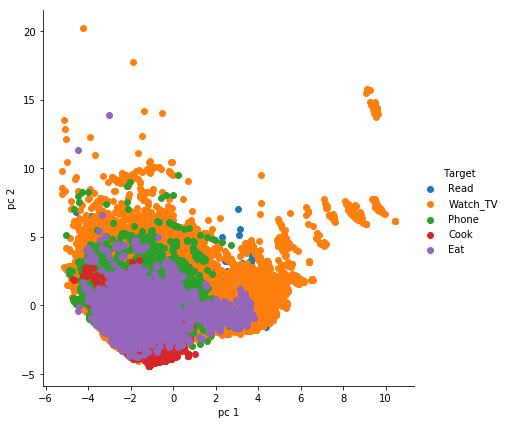 20
15
10
5
0
−5
pc 2
−6
−4
−2
0
2
4
6
8
10
pc 1
Target
Read
Watch_TV
Phone
Cook
Eat